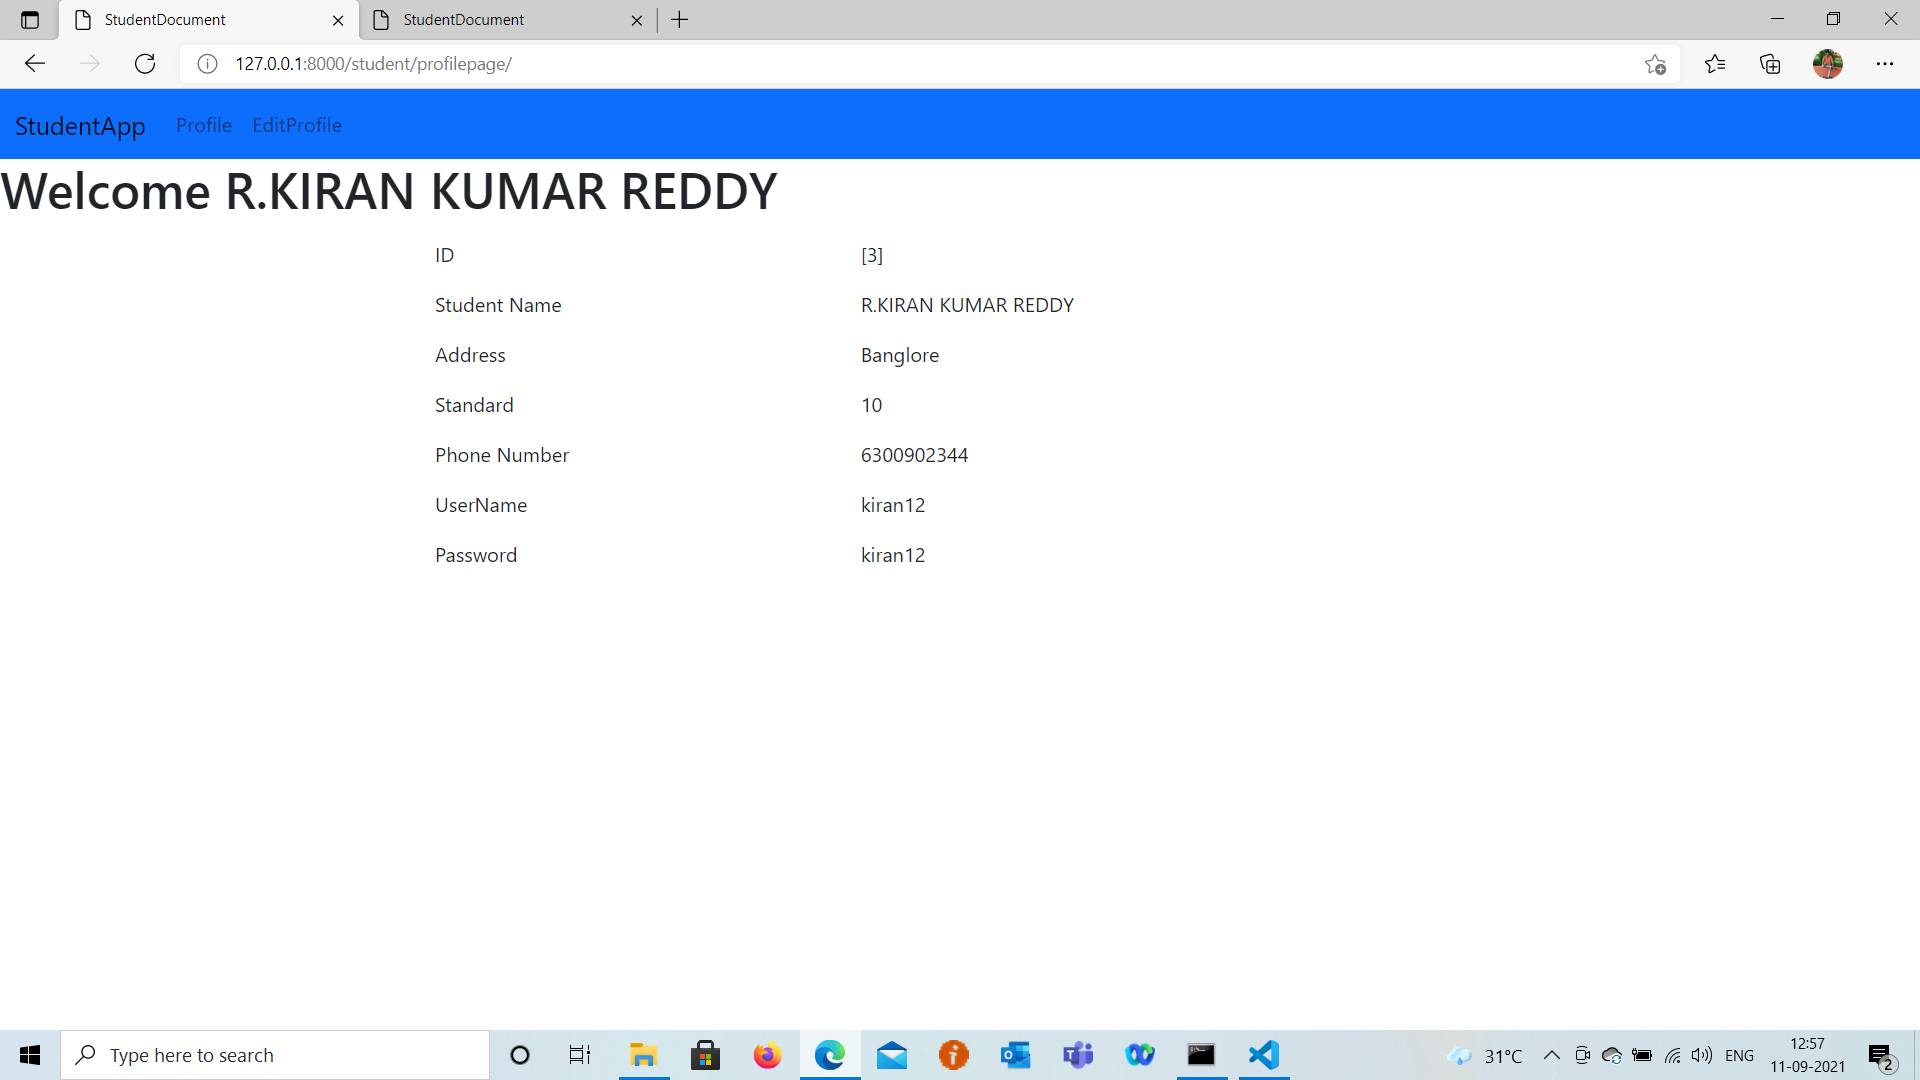 StudentDocument StudentDocument
127.0.0.1:8000/student/profilepage/
StudentApp Profile EditProfile
Welcome R.KIRAN KUMAR REDDY
ID [3]
Student Name R.KIRAN KUMAR REDDY
Address Banglore
Standard 10
Phone Number 6300902344
UserName kiran12
Password kiran12
Type here to search
31°C
ENG
12:57
11-09-2021
2